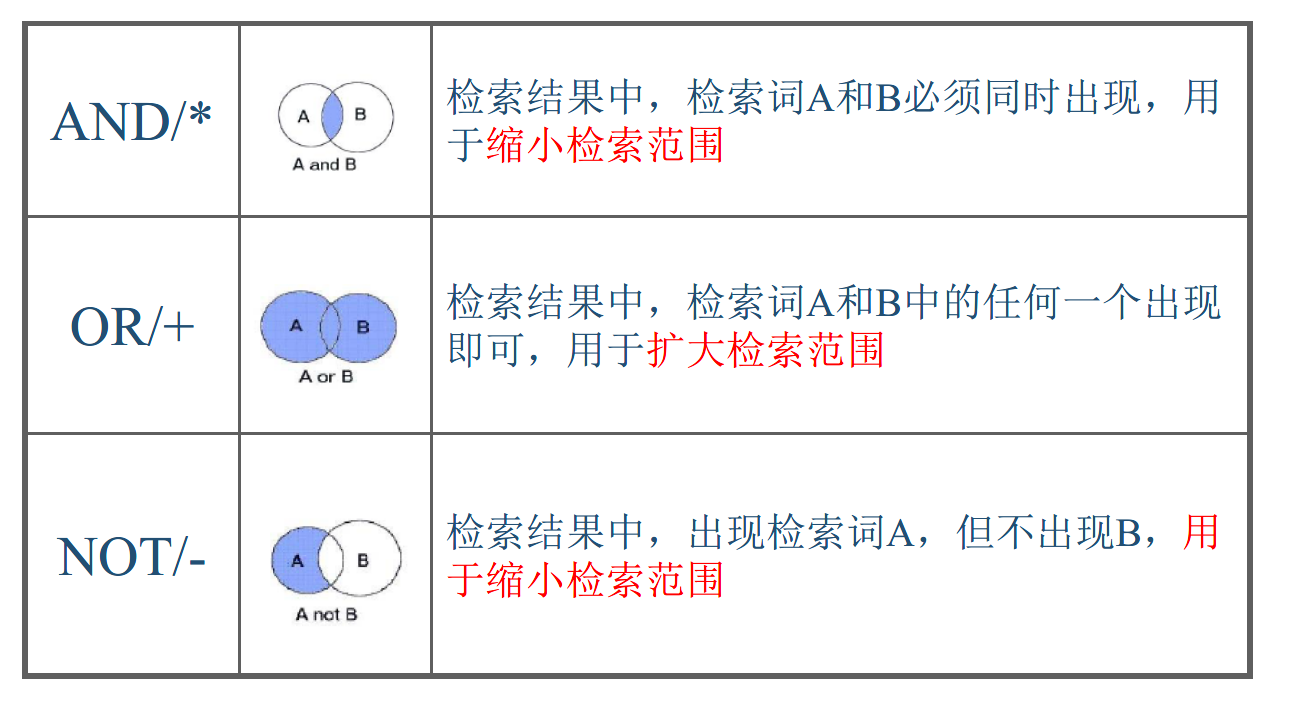 AND/*
A
B
A and B
检索结果中，检索词A和B必须同时出现，用
于缩小检索范围
OR/+
A
B
A or B
检索结果中，检索词A和B中的任何一个出现
即可，用于扩大检索范围
NOT/-
A
B
A not B
检索结果中，出现检索词A，但不出现B，用
于缩小检索范围